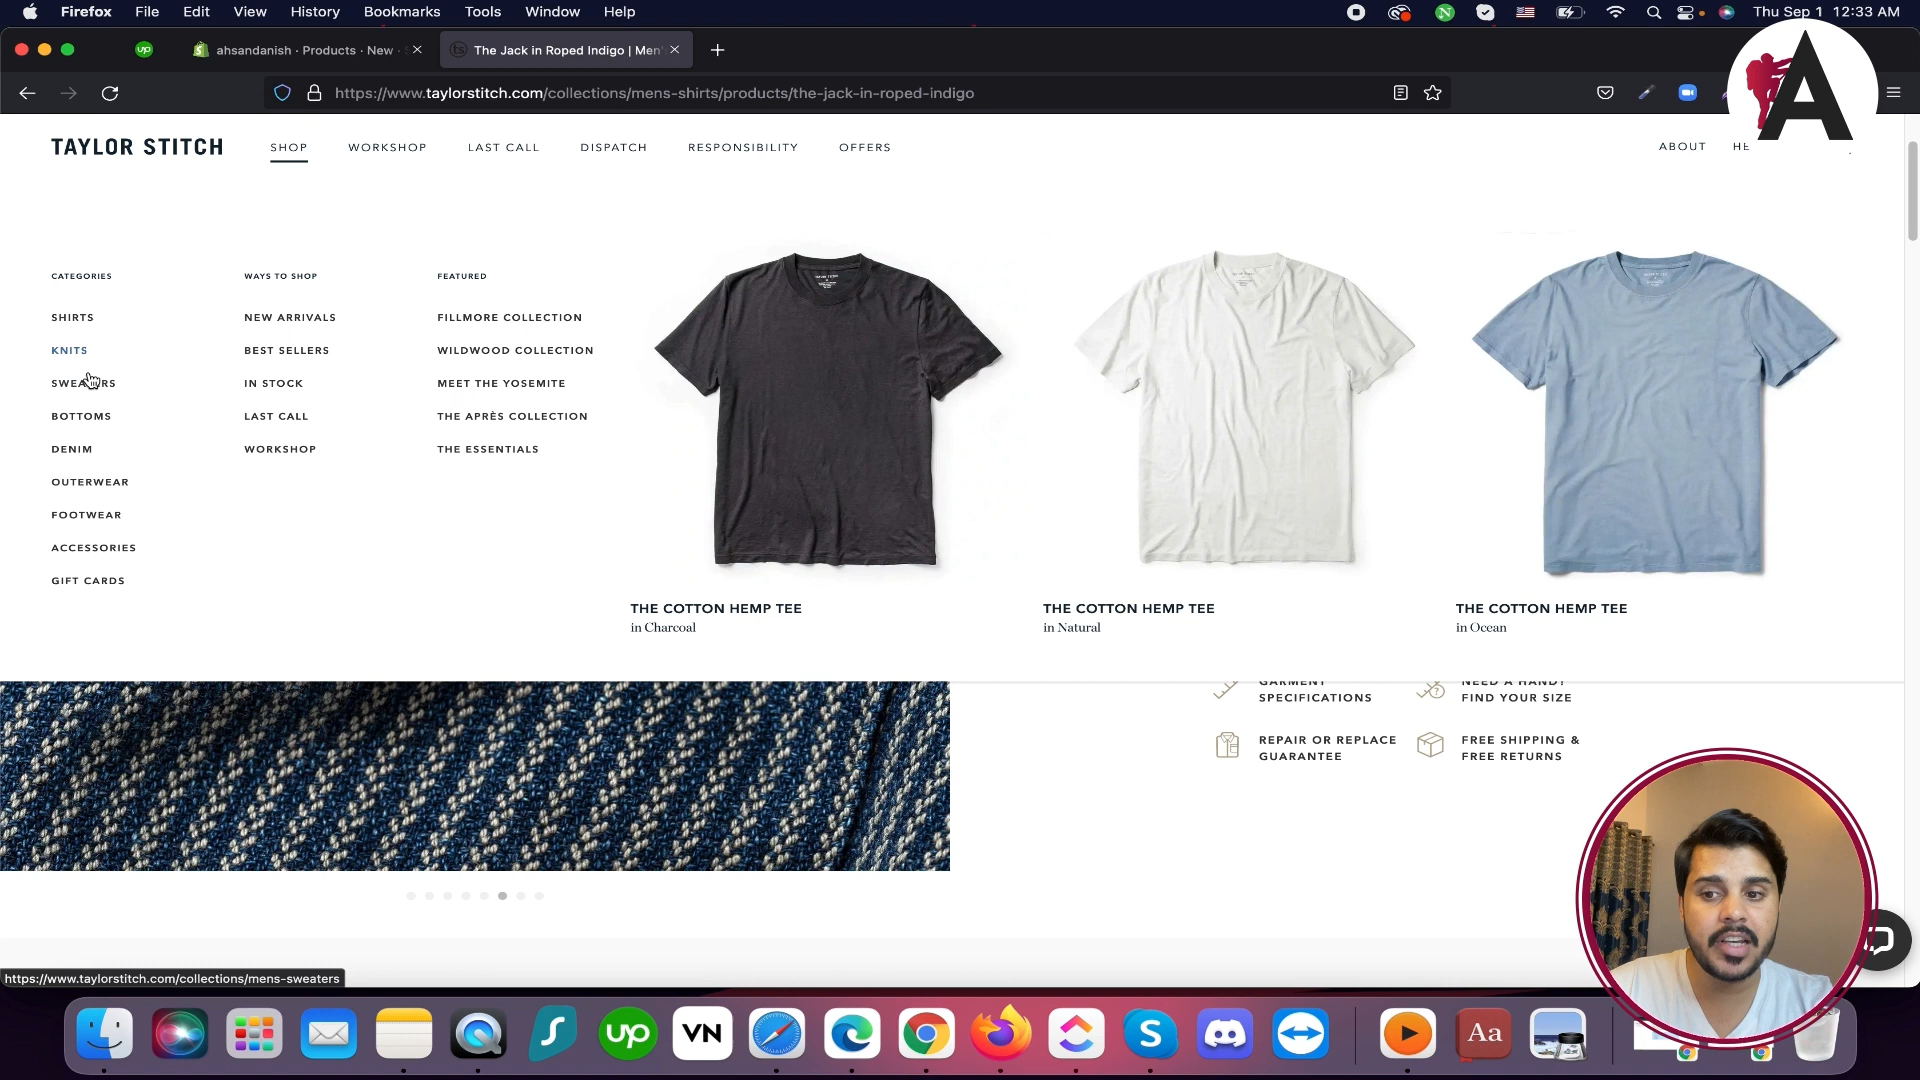 Firefox File Edit View History Bookmarks Tools Window Help
Thu Sep 1 12:33 AM
up
ahsandanish · Products · New ·
The Jack in Roped Indigo | Men'
https://www.taylorstitch.com/collections/mens-shirts/products/the-jack-in-roped-indigo
A
TAYLOR STITCH
SHOP WORKSHOP LAST CALL DISPATCH RESPONSIBILITY OFFERS
ABOUT
CATEGORIES
SHIRTS
KNITS
SWEATERS
BOTTOMS
DENIM
OUTERWEAR
FOOTWEAR
ACCESSORIES
GIFT CARDS
WAYS TO SHOP
NEW ARRIVALS
BEST SELLERS
IN STOCK
LAST CALL
WORKSHOP
FEATURED
FILLMORE COLLECTION
WILDWOOD COLLECTION
MEET THE YOSEMITE
THE APRÈS COLLECTION
THE ESSENTIALS
THE COTTON HEMP TEE
in Charcoal
THE COTTON HEMP TEE
in Natural
THE COTTON HEMP TEE
in Ocean
GARMENT
SPECIFICATIONS
NEED A HAND?
FIND YOUR SIZE
REPAIR OR REPLACE
GUARANTEE
FREE SHIPPING &
FREE RETURNS
https://www.taylorstitch.com/collections/mens-sweaters
up
VN
S
Aa